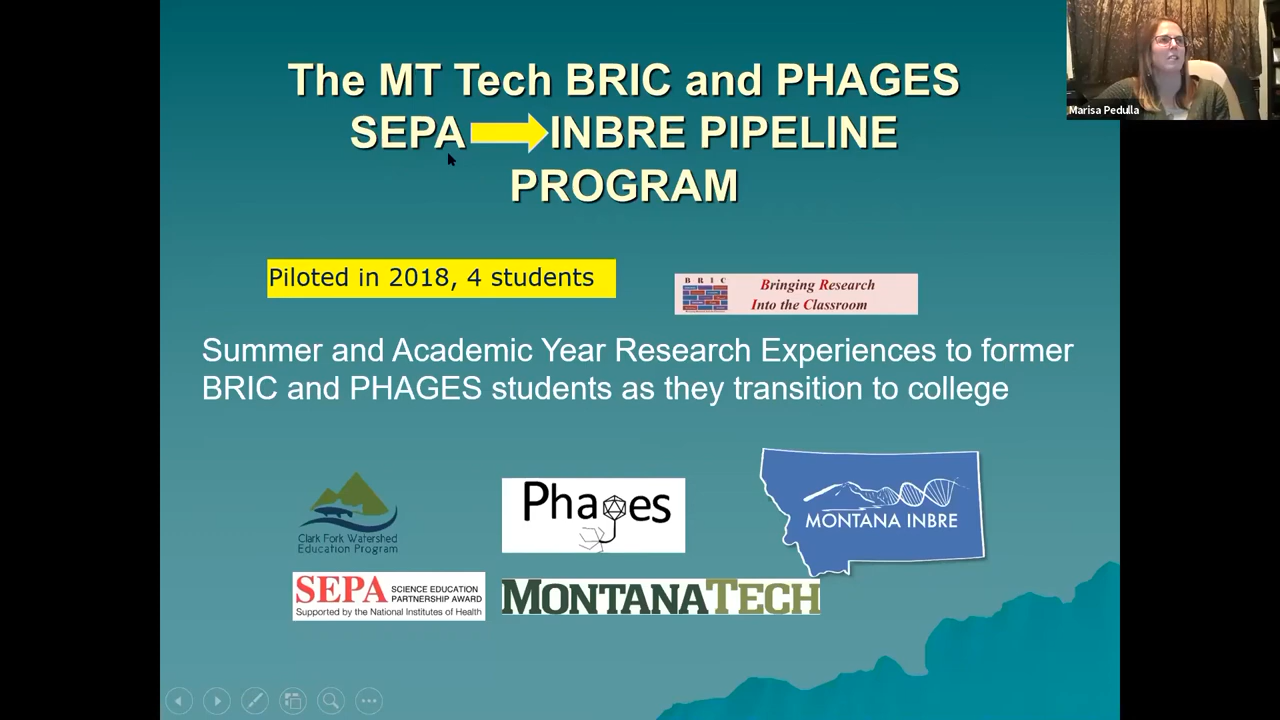 The MT Tech BRIC and PHAGES
SEPA INBRE PIPELINE
PROGRAM
Marisa Pedulla
Piloted in 2018, 4 students
BRIC
Bringing Research
Into the Classroom
Summer and Academic Year Research Experiences to former
BRIC and PHAGES students as they transition to college
Clark Fork Watershed
Education Program
Phages
MONTANA INBRE
SEPA SCIENCE EDUCATION
PARTNERSHIP AWARD
Supported by the National Institutes of Health
MONTANATECH